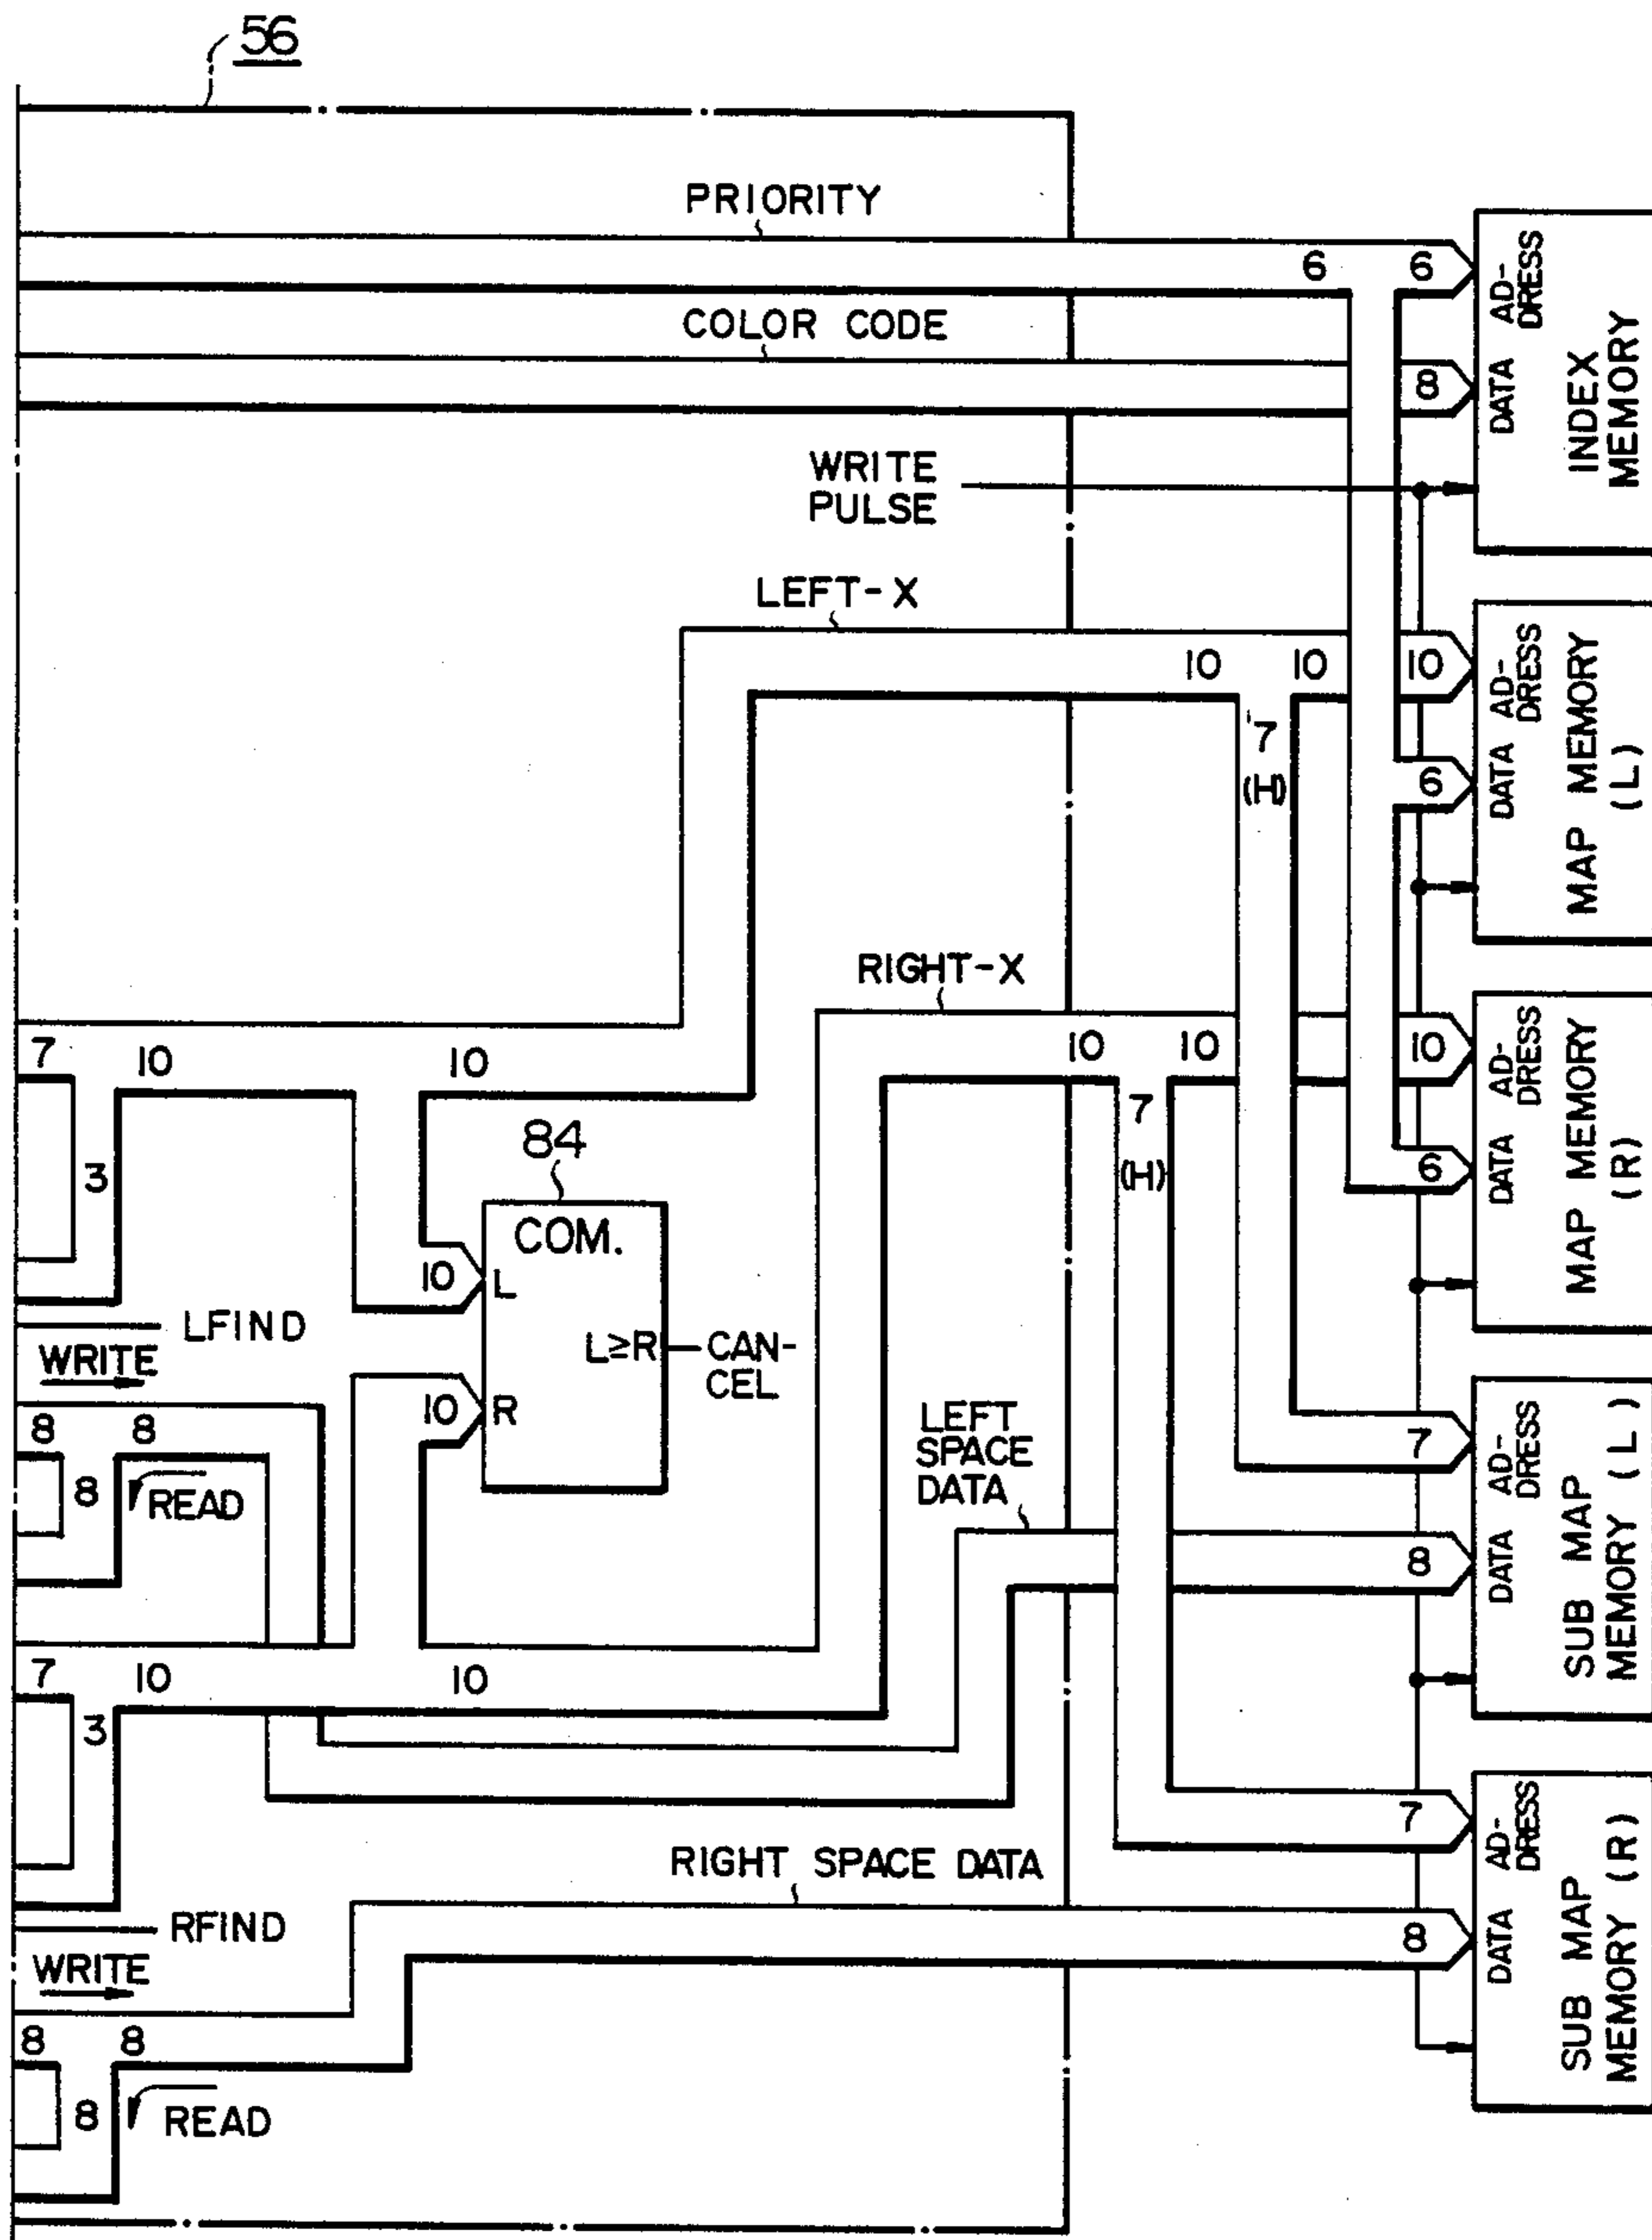 56
PRIORITY
6
6
AD-
DRESS
COLOR CODE
8
DATA
INDEX
MEMORY
WRITE
PULSE
LEFT-X
10
10
10
AD-
DRESS
7
(H)
6
DATA
MAP MEMORY
(L)
RIGHT-X
7
10
10
10
10
10
AD-
DRESS
7
(H)
6
DATA
MAP MEMORY
(R)
3
84
COM.
10
L
L≥R
CAN-
CEL
10
R
LFIND
WRITE
8
8
8
READ
LEFT
SPACE
DATA
7
AD-
DRESS
8
DATA
SUB MAP
MEMORY (L)
7
10
10
3
7
AD-
DRESS
RIGHT SPACE DATA
8
DATA
SUB MAP
MEMORY (R)
RFIND
WRITE
8
8
8
READ